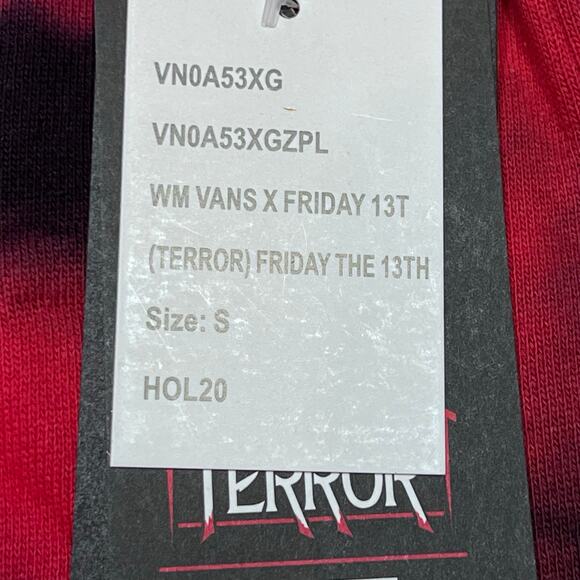 VN0A53XG
VN0A53XGZPL
WM VANS X FRIDAY 13T
(TERROR) FRIDAY THE 13TH
Size: S
HOL20
TERROR